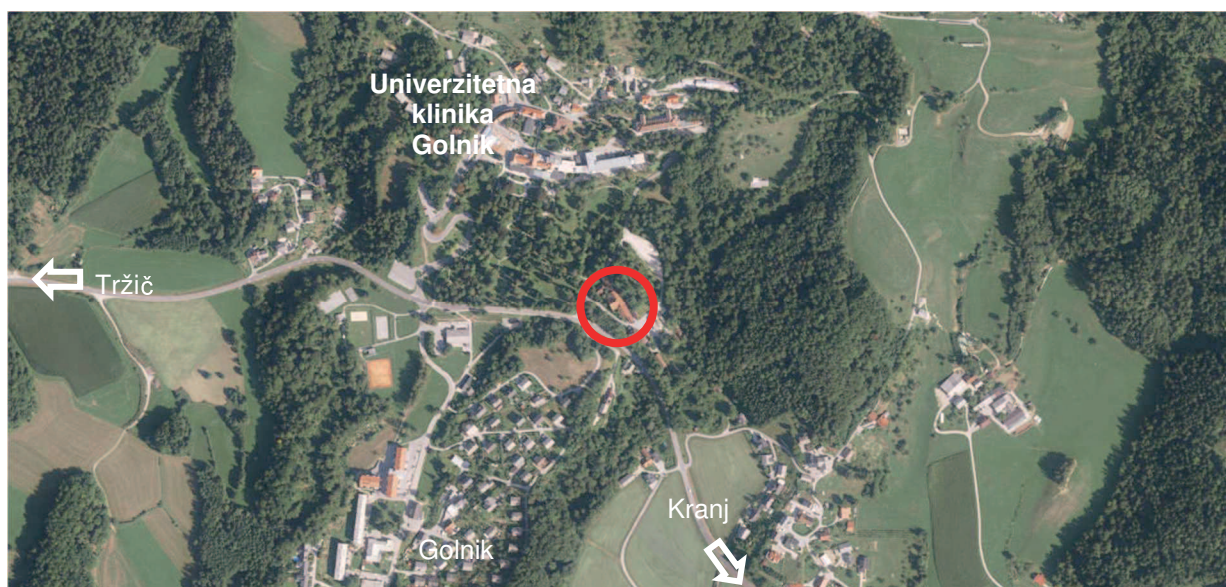 Univerzitetna
klinika
Golnik
Tržič
Kranj
Golnik